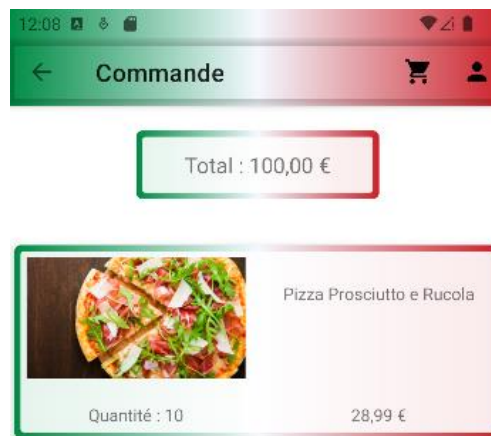 12:08
Commande
Total : 100,00 €
Pizza Prosciutto e Rucola
Quantité : 10
28,99 €